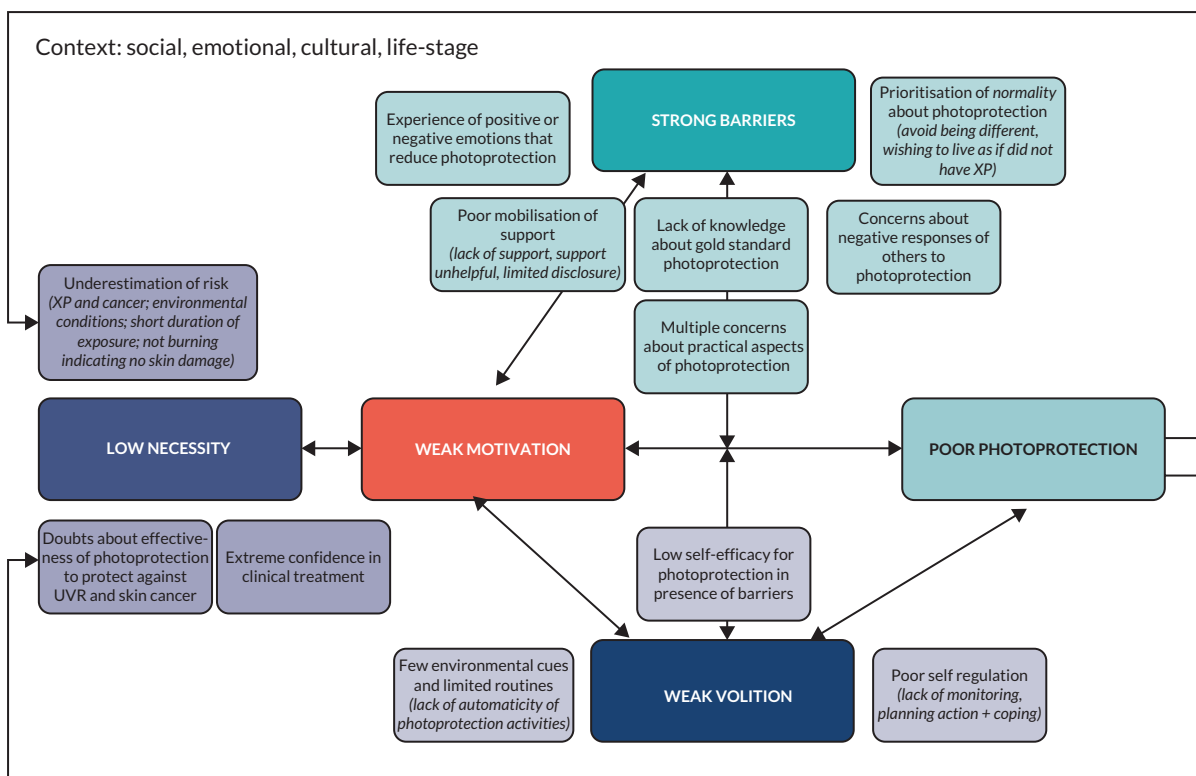 Context: social, emotional, cultural, life-stage
Experience of positive or
negative emotions that
reduce photoprotection
STRONG BARRIERS
Prioritisation of normality
about photoprotection
(avoid being different,
wishing to live as if did not
have XP)
Poor mobilisation of
support
(lack of support, support
unhelpful, limited disclosure)
Lack of knowledge
about gold standard
photoprotection
Concerns about
negative responses of
others to
photoprotection
Underestimation of risk
(XP and cancer; environmental
conditions; short duration of
exposure; not burning
indicating no skin damage)
Multiple concerns
about practical aspects
of photoprotection
LOW NECESSITY
WEAK MOTIVATION
POOR PHOTOPROTECTION
Doubts about effective-
ness of photoprotection
to protect against
UVR and skin cancer
Extreme confidence in
clinical treatment
Low self-efficacy for
photoprotection in
presence of barriers
Few environmental cues
and limited routines
(lack of automaticity of
photoprotection activities)
WEAK VOLITION
Poor self regulation
(lack of monitoring,
planning action + coping)